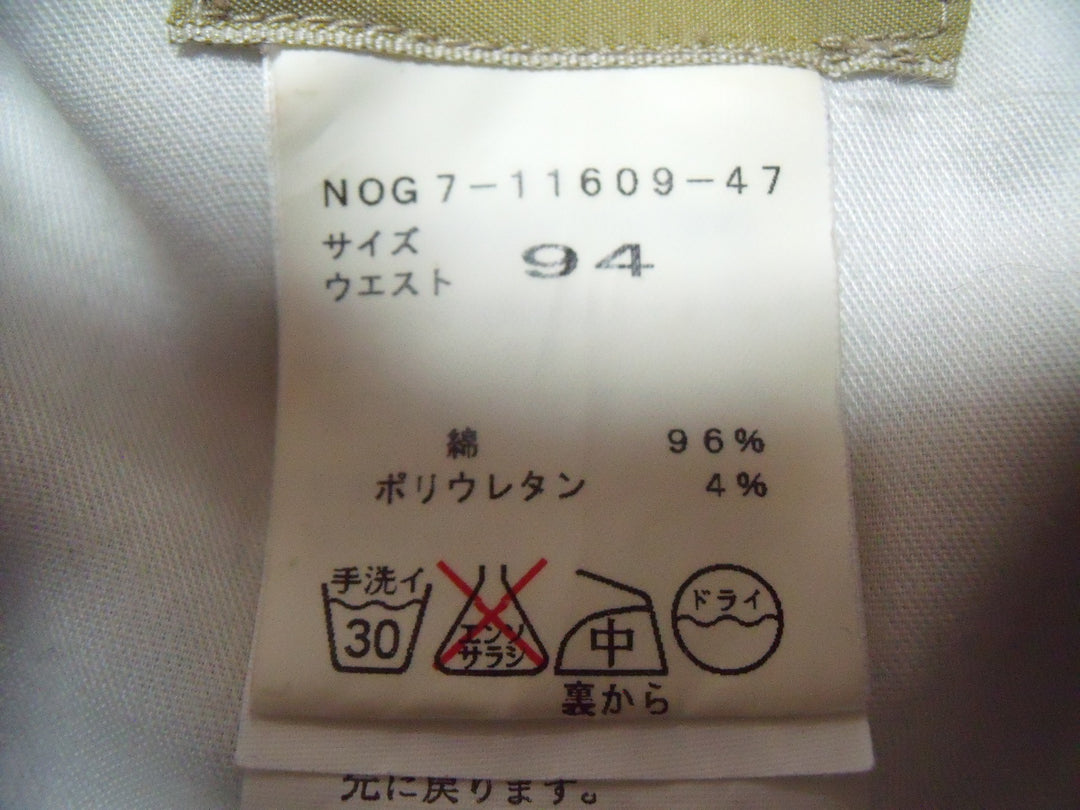 NOG7-11609-47
サイズ
ウエスト 94
綿 96%
ポリウレタン 4%
手洗イ
30
エンソ
サラシ
中
裏から
ドライ
元に戻ります。